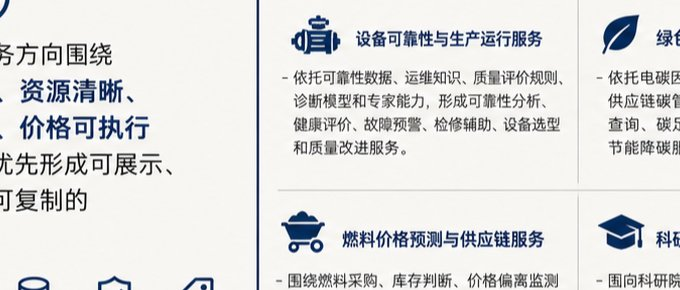 务方向围绕
、资源清晰、
、价格可执行
优先形成可展示、
可复制的
设备可靠性与生产运行服务
- 依托可靠性数据、运维知识、质量评价规则、
诊断模型和专家能力，形成可靠性分析、
健康评价、故障预警、检修辅助、设备选型
和质量改进服务。
绿色
- 依托电碳因
供应链碳管
查询、碳足
节能降碳服
燃料价格预测与供应链服务
- 围绕燃料采购、库存判断、价格偏离监测
科研
- 面向科研院